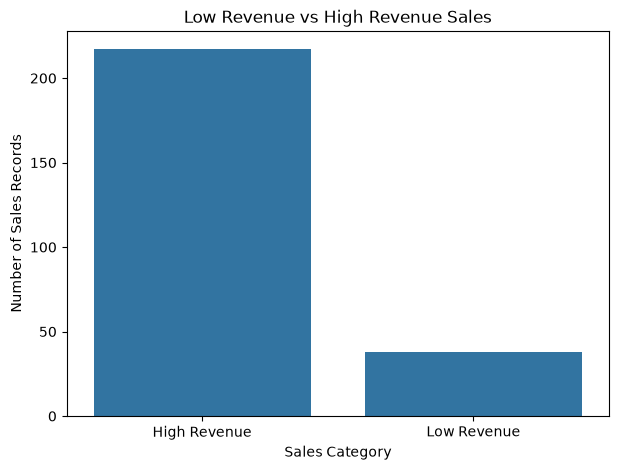 Low Revenue vs High Revenue Sales
Number of Sales Records
200
150
100
50
0
High Revenue
Low Revenue
Sales Category